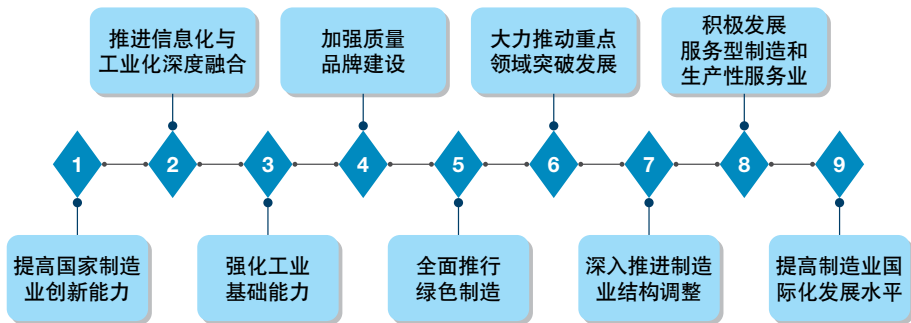 推进信息化与
工业化深度融合
加强质量
品牌建设
大力推动重点
领域突破发展
积极发展
服务型制造和
生产性服务业
1
2
3
4
5
6
7
8
9
提高国家制造
业创新能力
强化工业
基础能力
全面推行
绿色制造
深入推进制造
业结构调整
提高制造业国
际化发展水平